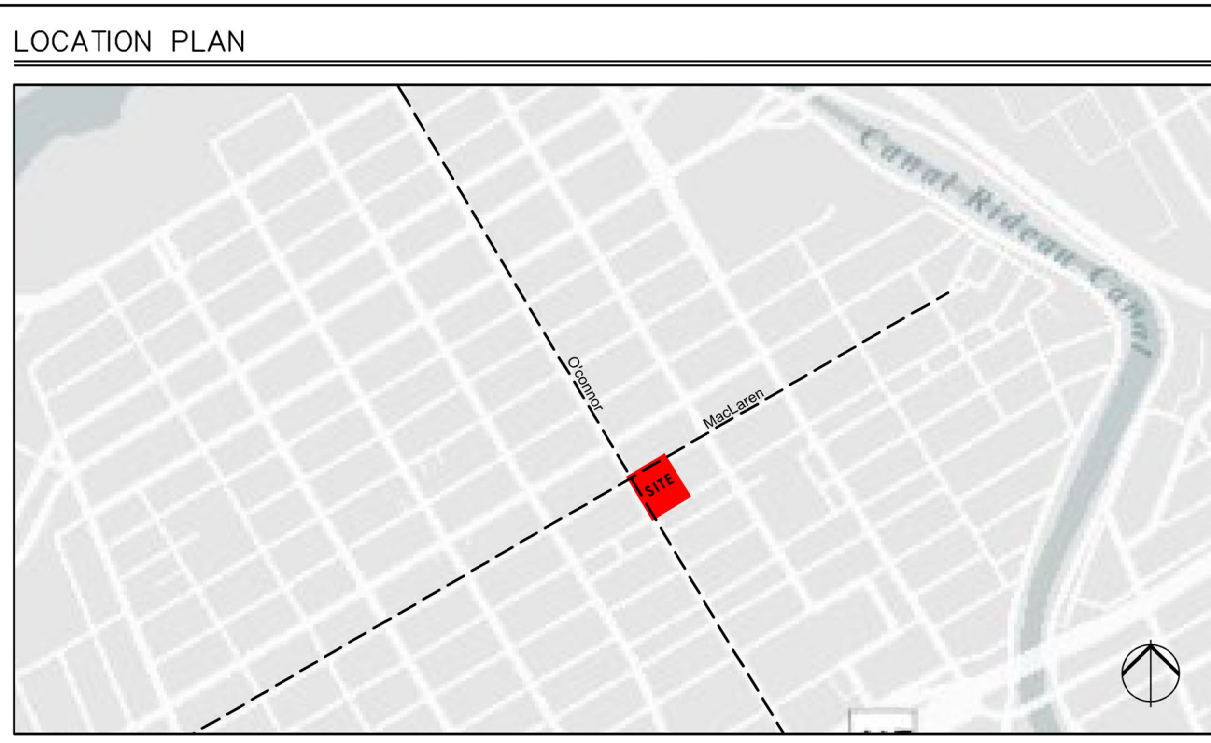 LOCATION PLAN
Canal Rideau Canal
O'connor
MacLaren
SITE